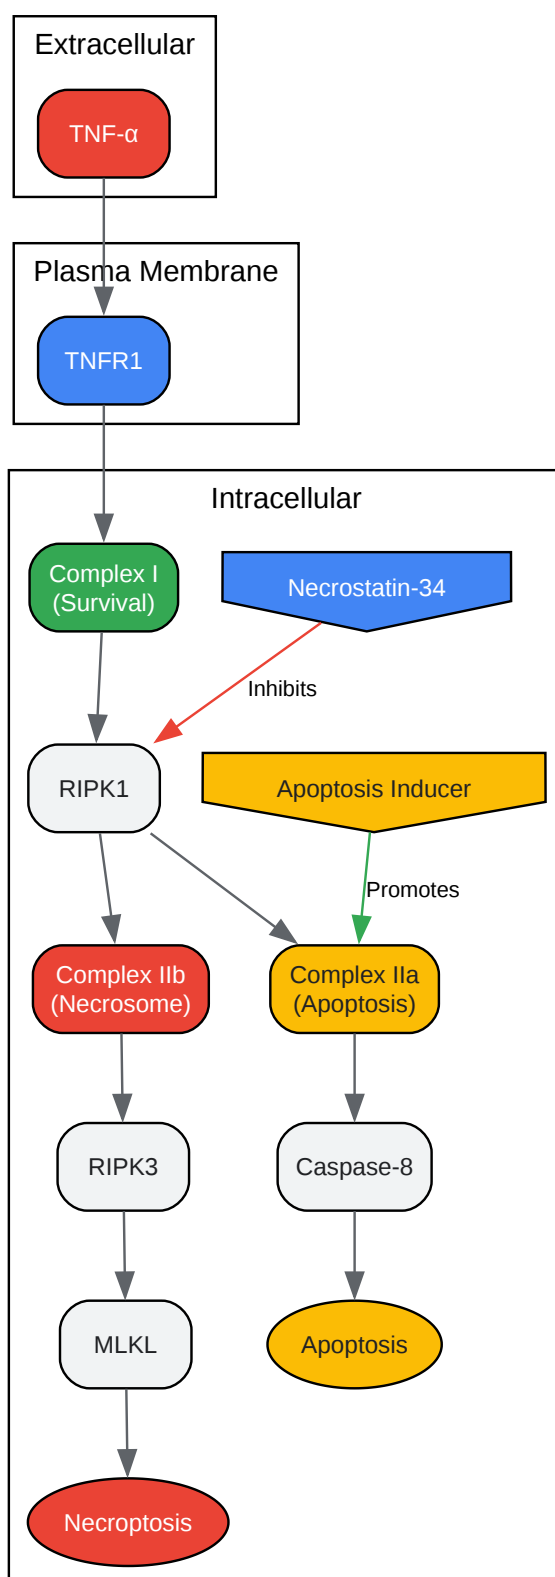 Extracellular
TNF-α
Plasma Membrane
TNFR1
Intracellular
Complex I
(Survival)
Necrostatin-34
Inhibits
RIPK1
Apoptosis Inducer
Promotes
Complex IIb
(Necrosome)
Complex IIa
(Apoptosis)
RIPK3
Caspase-8
MLKL
Apoptosis
Necroptosis